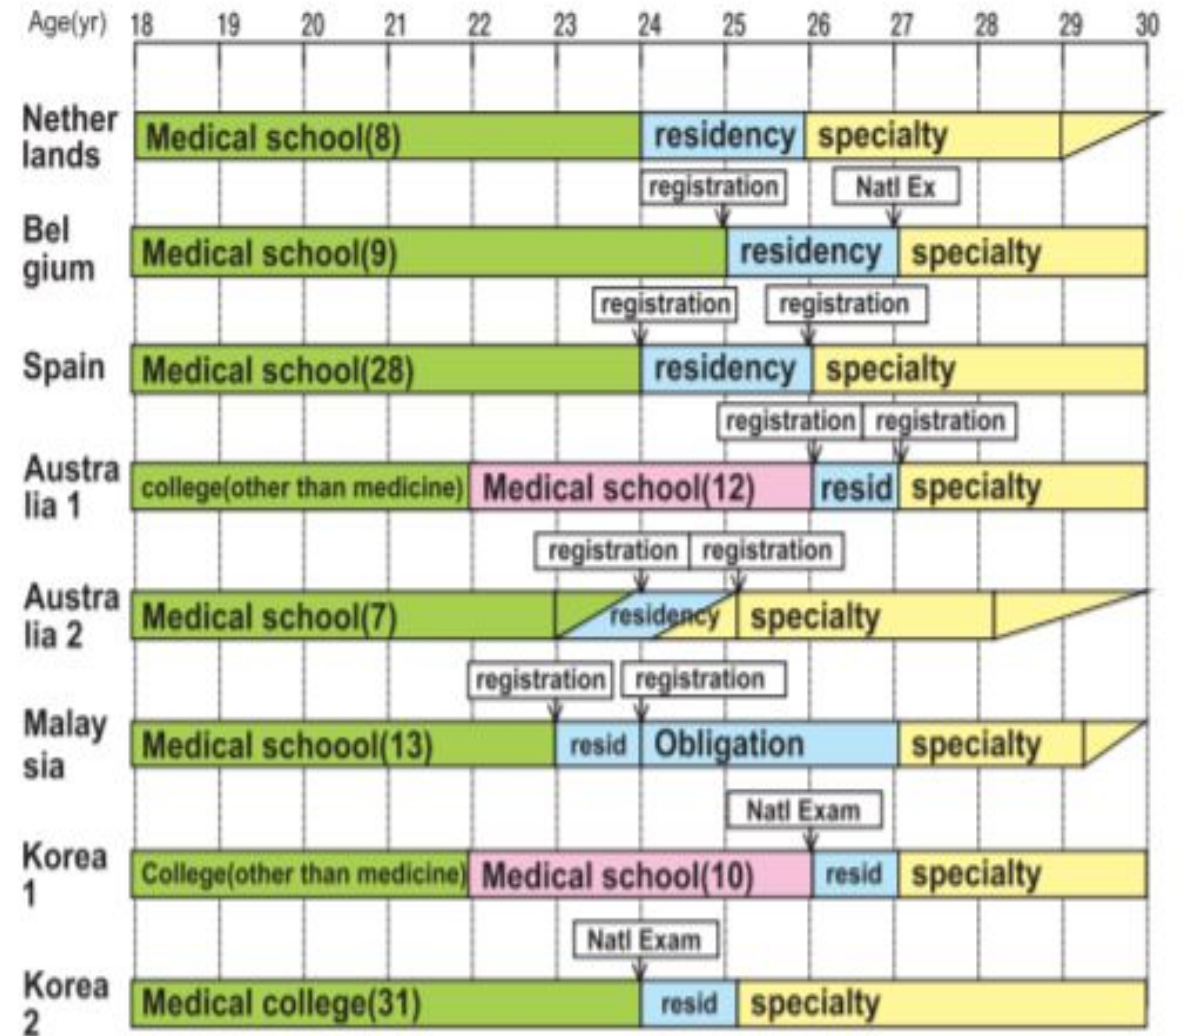 Age(yr) 18 19 20 21 22 23 24 25 26 27 28 29 30
Nether
lands
Medical school(8) residency specialty
registration Natl Ex
Bel
gium
Medical school(9) residency specialty
registration registration
Spain Medical school(28) residency specialty
registration registration
Austra
lia 1
college(other than medicine) Medical school(12) resid specialty
registration registration
Austra
lia 2
Medical school(7) residency specialty
registration registration
Malay
sia
Medical schoool(13) resid Obligation specialty
Natl Exam
Korea
1
College(other than medicine) Medical school(10) resid specialty
Natl Exam
Korea
2
Medical college(31) resid specialty